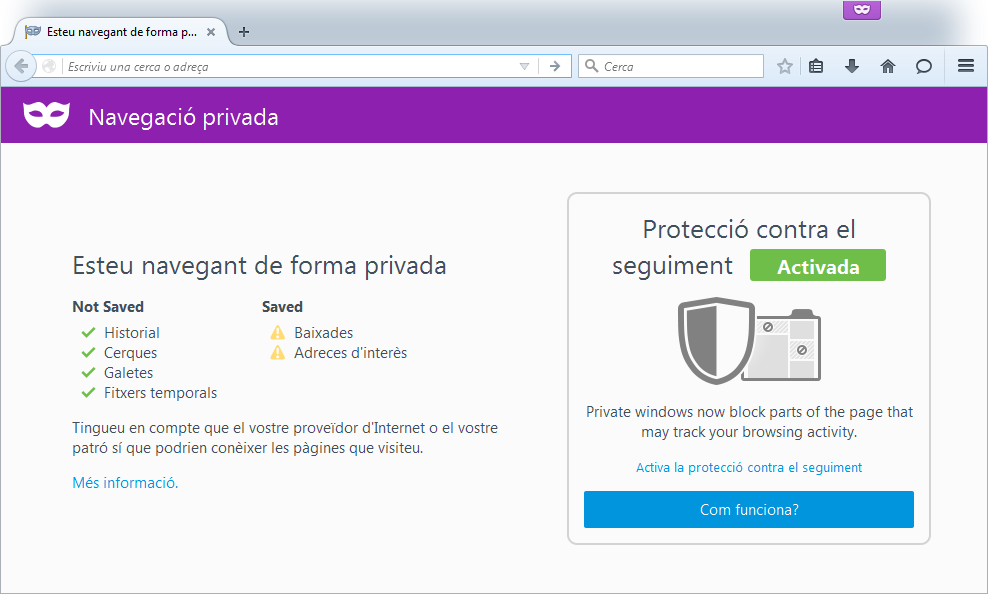 Esteu navegant de forma p...
Escriviu una cerca o adreça
Cerca
Navegació privada
Esteu navegant de forma privada
Not Saved
Historial
Cerques
Galetes
Fitxers temporals
Saved
Baixades
Adreces d'interès
Tingueu en compte que el vostre proveïdor d'Internet o el vostre
patró sí que podrien conèixer les pàgines que visiteu.
Més informació.
Protecció contra el
seguiment Activada
Private windows now block parts of the page that
may track your browsing activity.
Activa la protecció contra el seguiment
Com funciona?